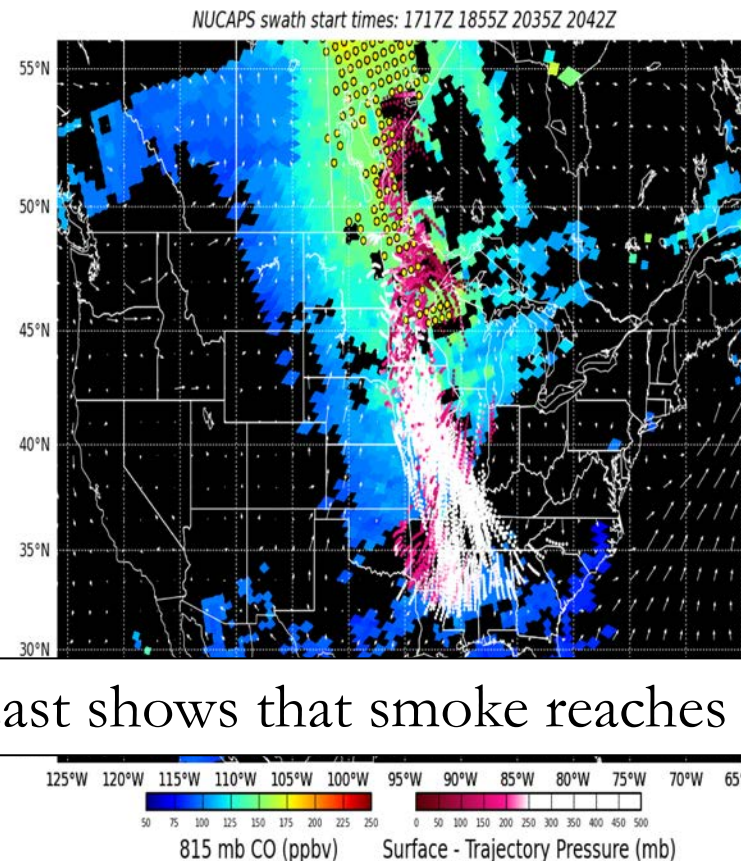 NUCAPS swath start times: 1717Z 1855Z 2035Z 2042Z
55°N
50°N
45°N
40°N
35°N
30°N
ast shows that smoke reaches
125°W 120°W 115°W 110°W 105°W 100°W 95°W 90°W 85°W 80°W 75°W 70°W 65°
50 75 100 125 150 175 200 225 250 0 50 100 150 200 250 300 350 400 450 500
815 mb CO (ppbv) Surface - Trajectory Pressure (mb)